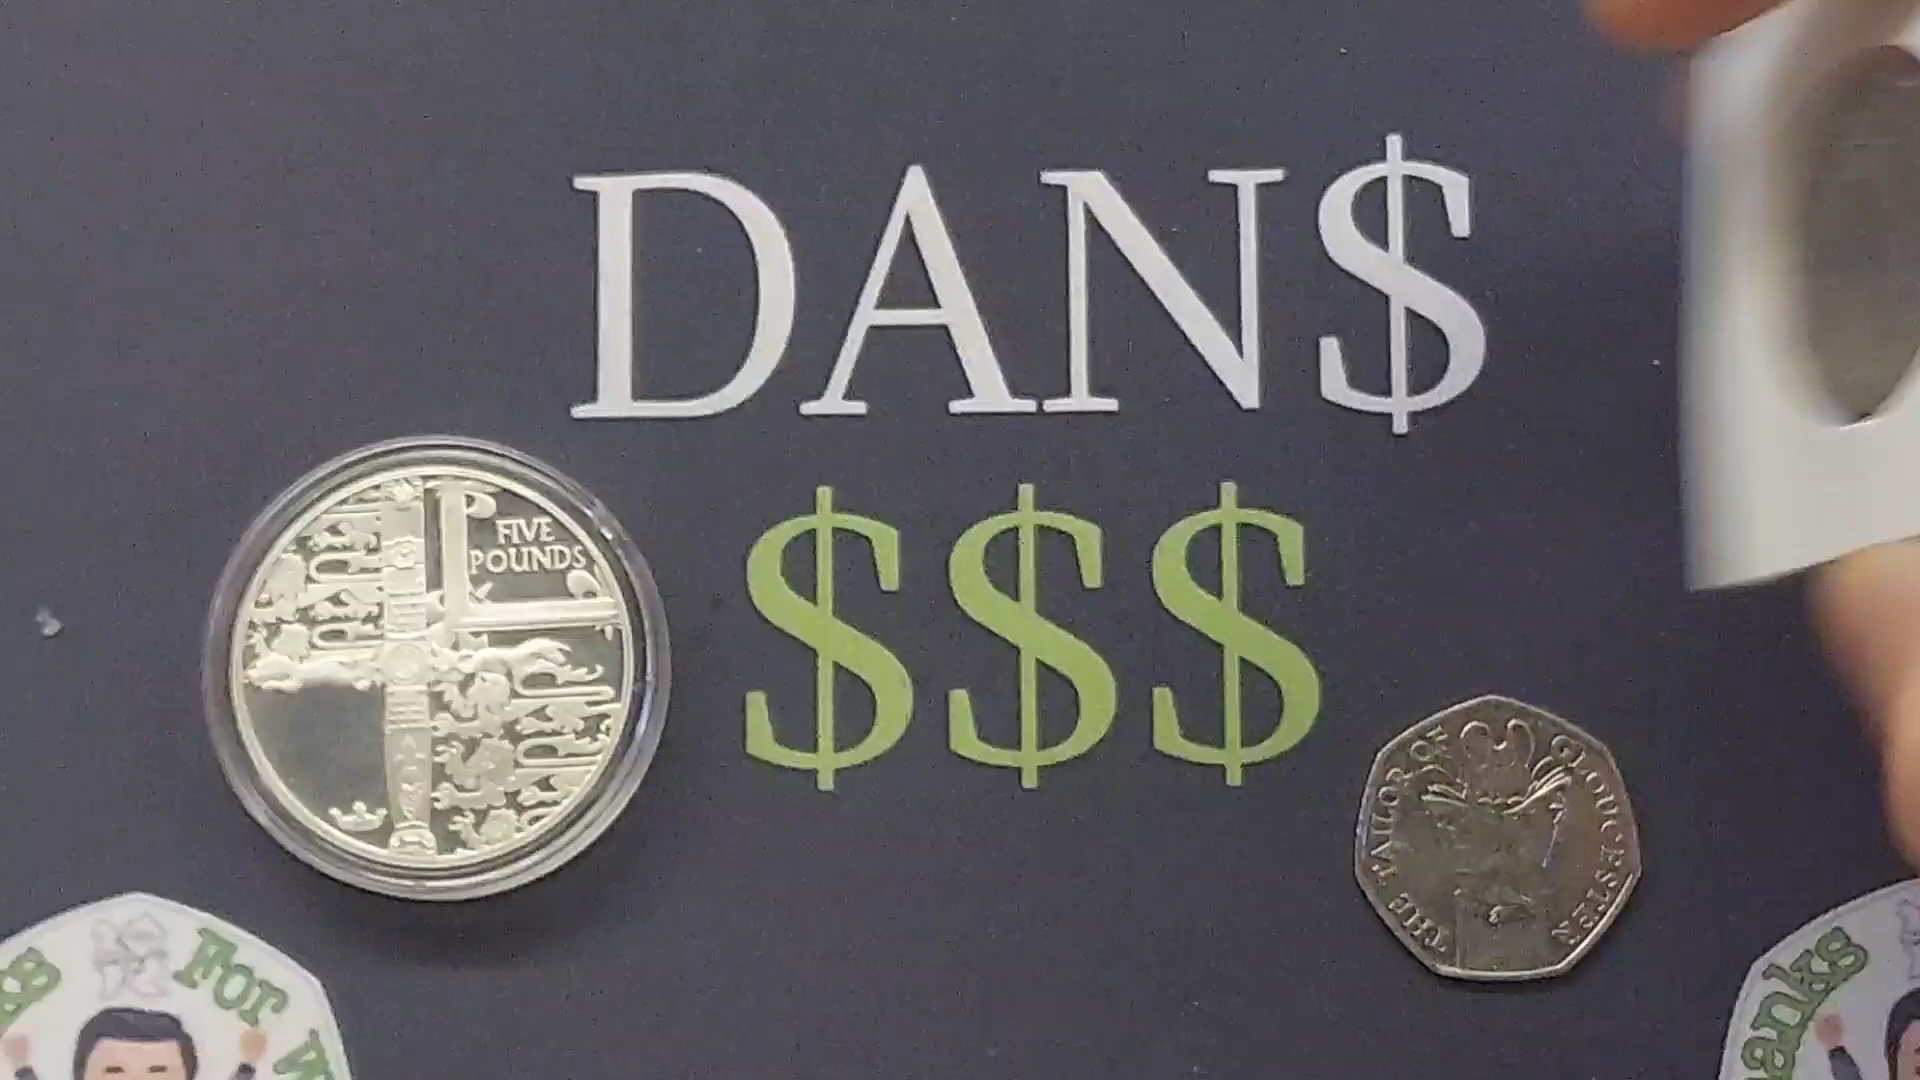 DAN$
$$$
FIVE
POUNDS
THE TAILOR OF GLOUCESTER
For
anks